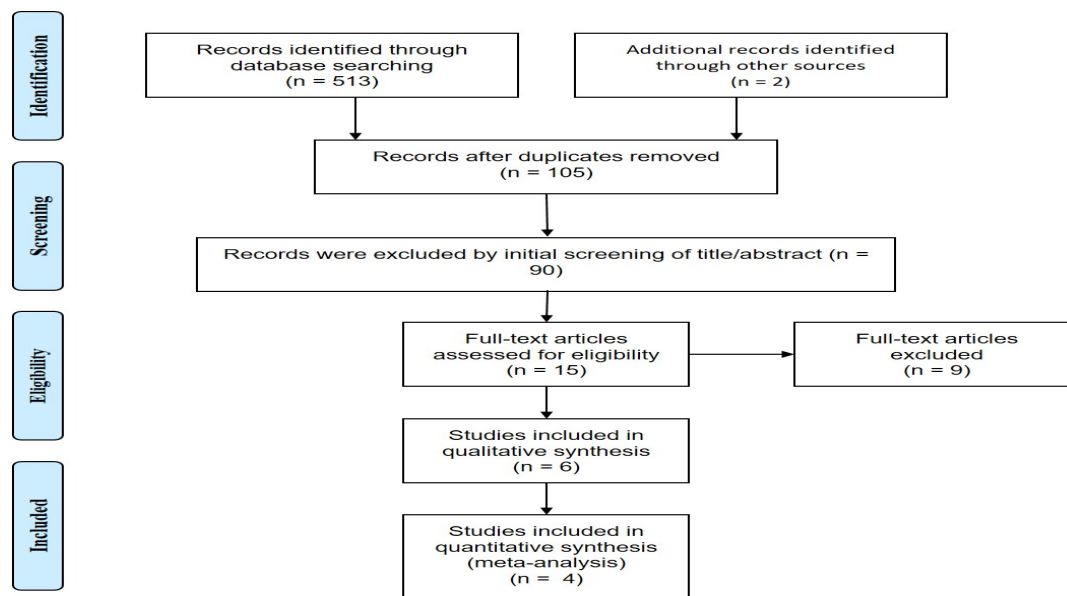 Identification
Records identified through
database searching
(n = 513)
Additional records identified
through other sources
(n = 2)
Records after duplicates removed
(n = 105)
Screening
Records were excluded by initial screening of title/abstract (n =
90)
Eligibility
Full-text articles
assessed for eligibility
(n = 15)
Full-text articles
excluded
(n = 9)
Studies included in
qualitative synthesis
(n = 6)
Included
Studies included in
quantitative synthesis
(meta-analysis)
(n = 4)